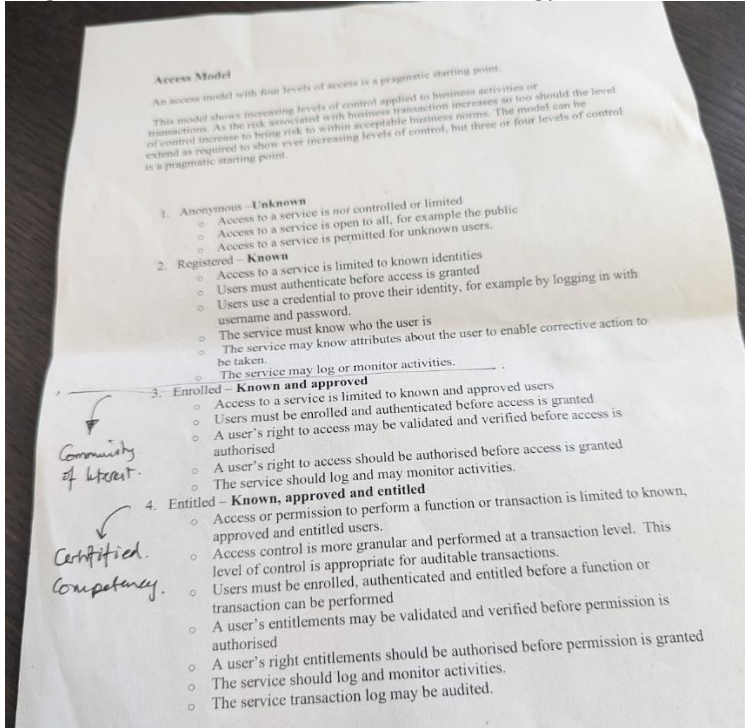 Access Model
An access model with four levels of access is a pragmatic starting point.
This model shows increasing levels of control applied to business activities or
transactions. As the risk associated with business transaction increases so too should the level
of control increase to bring risk to within acceptable business norms. The model can be
extend as required to show ever increasing levels of control, but three or four levels of control
is a pragmatic starting point.
1. Anonymous –Unknown
○ Access to a service is not controlled or limited
○ Access to a service is open to all, for example the public
○ Access to a service is permitted for unknown users.
2. Registered – Known
○ Access to a service is limited to known identities
○ Users must authenticate before access is granted
○ Users use a credential to prove their identity, for example by logging in with
username and password.
○ The service must know who the user is
○ The service may know attributes about the user to enable corrective action to
be taken.
○ The service may log or monitor activities.
3. Enrolled – Known and approved
○ Access to a service is limited to known and approved users
○ Users must be enrolled and authenticated before access is granted
○ A user's right to access may be validated and verified before access is
authorised
○ A user's right to access should be authorised before access is granted
○ The service should log and may monitor activities.
Community
of Interest.
4. Entitled – Known, approved and entitled
○ Access or permission to perform a function or transaction is limited to known,
approved and entitled users.
○ Access control is more granular and performed at a transaction level. This
level of control is appropriate for auditable transactions.
○ Users must be enrolled, authenticated and entitled before a function or
transaction can be performed
○ A user's entitlements may be validated and verified before permission is
authorised
○ A user's right entitlements should be authorised before permission is granted
○ The service should log and monitor activities.
○ The service transaction log may be audited.
Certified.
Competency.